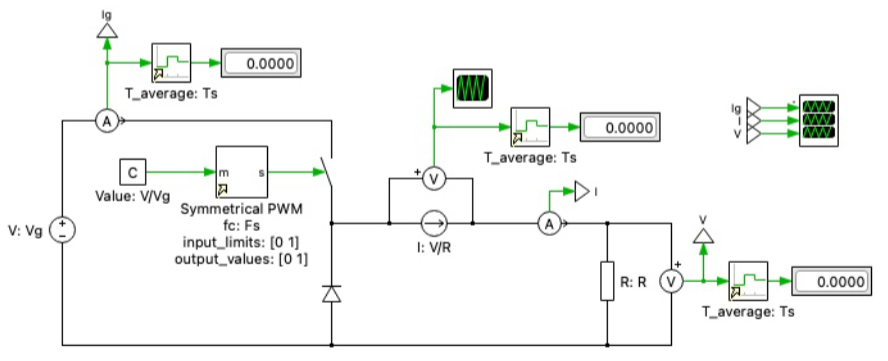 Ig
0.0000
T_average: Ts
A
C
m
s
Value: V/Vg
Symmetrical PWM
fc: Fs
input_limits: [0 1]
output_values: [0 1]
V: Vg
+
−
0.0000
T_average: Ts
+
V
I: V/R
A
I
Ig
I
V
R: R
V
+
V
0.0000
T_average: Ts